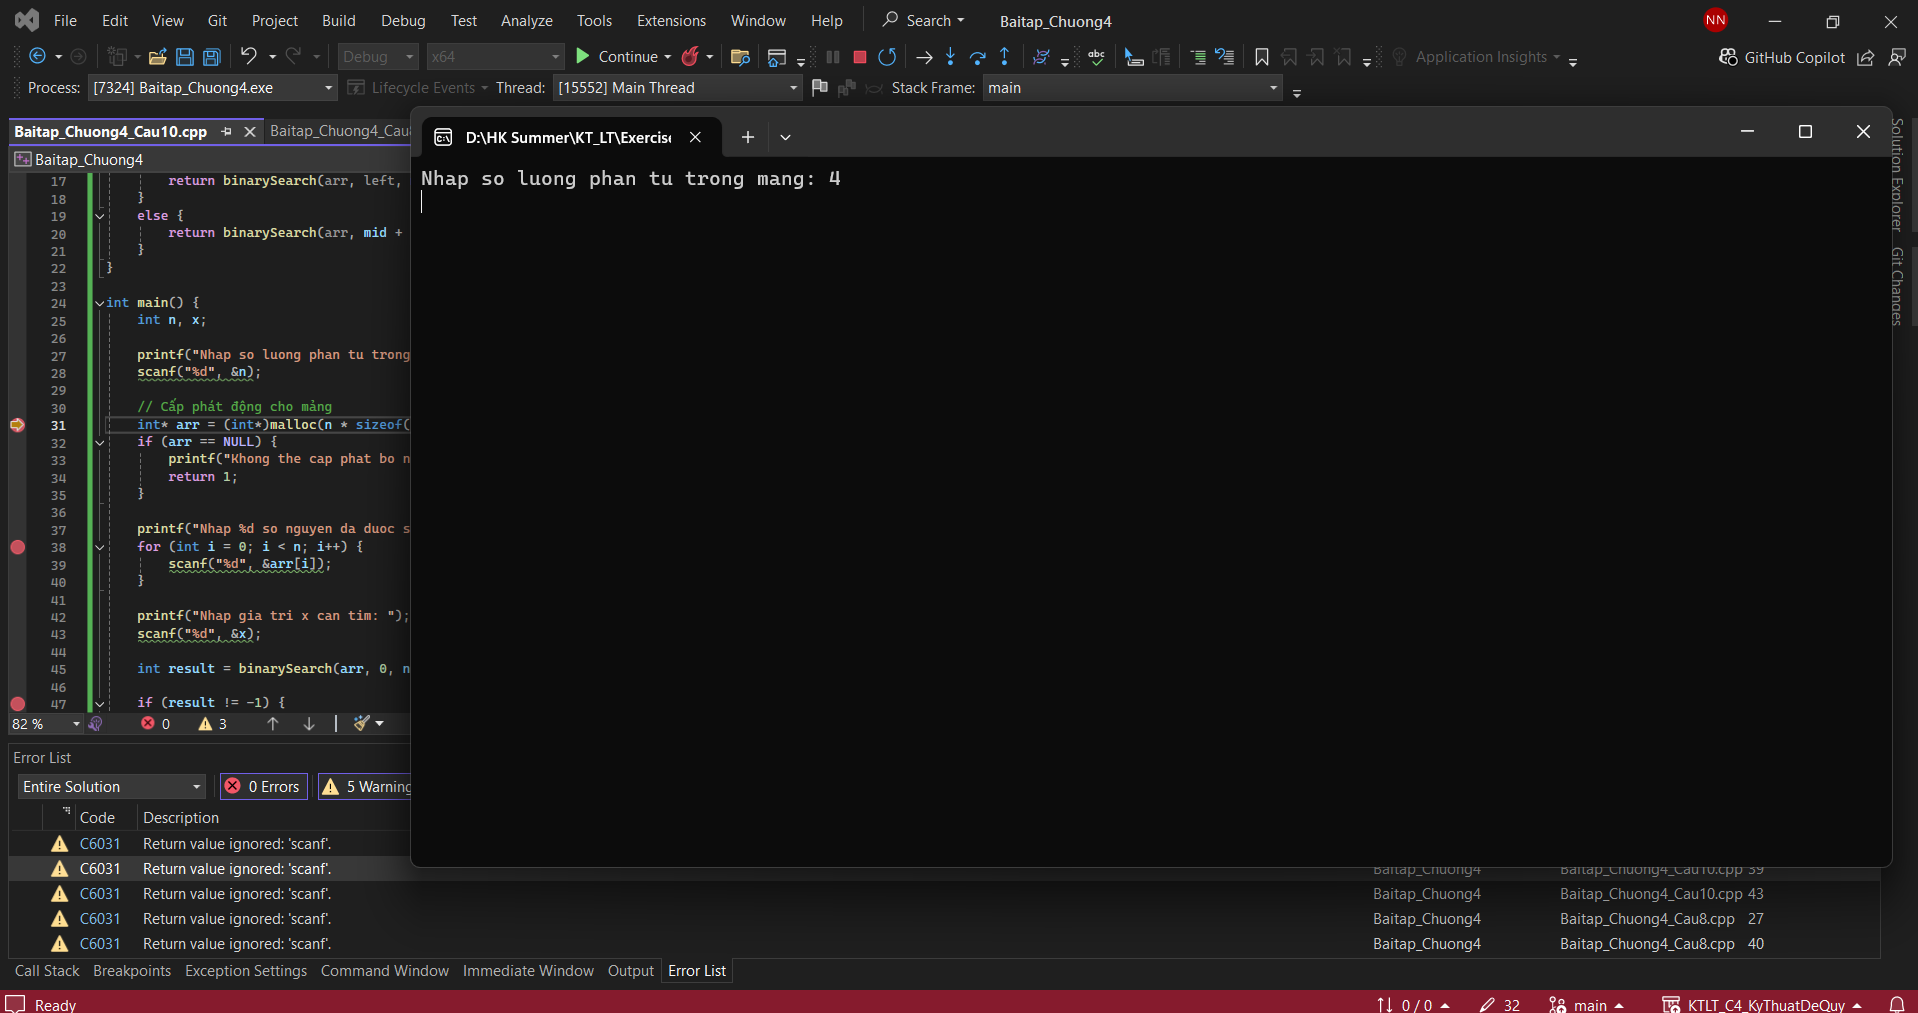 File Edit View Git Project Build Debug Test Analyze Tools Extensions Window Help Search Baitap_Chuong4 NN
Debug x64 Continue Application Insights GitHub Copilot
Process: [7324] Baitap_Chuong4.exe Lifecycle Events Thread: [15552] Main Thread Stack Frame: main
Baitap_Chuong4_Cau10.cpp Baitap_Chuong4_Cau
D:\HK Summer\KT_LT\Exercise
Baitap_Chuong4
Nhap so luong phan tu trong mang: 4
17 return binarySearch(arr, left,
18 }
19 else {
20 return binarySearch(arr, mid +
21 }
22 }
23
24 int main() {
25 int n, x;
26
27 printf("Nhap so luong phan tu trong
28 scanf("%d", &n);
29
30 // Cấp phát động cho mảng
31 int* arr = (int*)malloc(n * sizeof(
32 if (arr == NULL) {
33 printf("Khong the cap phat bo n
34 return 1;
35 }
36
37 printf("Nhap %d so nguyen da duoc s
38 for (int i = 0; i < n; i++) {
39 scanf("%d", &arr[i]);
40 }
41
42 printf("Nhap gia tri x can tim: ");
43 scanf("%d", &x);
44
45 int result = binarySearch(arr, 0, n
46
47 if (result != -1) {
82 % 0 3
Solution Explorer
Git Changes
Error List
Entire Solution 0 Errors 5 Warning
Code Description
C6031 Return value ignored: 'scanf'.
C6031 Return value ignored: 'scanf'. Baitap_Chuong4 Baitap_Chuong4_Cau10.cpp 39
C6031 Return value ignored: 'scanf'. Baitap_Chuong4 Baitap_Chuong4_Cau10.cpp 43
C6031 Return value ignored: 'scanf'. Baitap_Chuong4 Baitap_Chuong4_Cau8.cpp 27
C6031 Return value ignored: 'scanf'. Baitap_Chuong4 Baitap_Chuong4_Cau8.cpp 40
Call Stack Breakpoints Exception Settings Command Window Immediate Window Output Error List
Ready 0 / 0 32 main KTLT_C4_KyThuatDeQuy